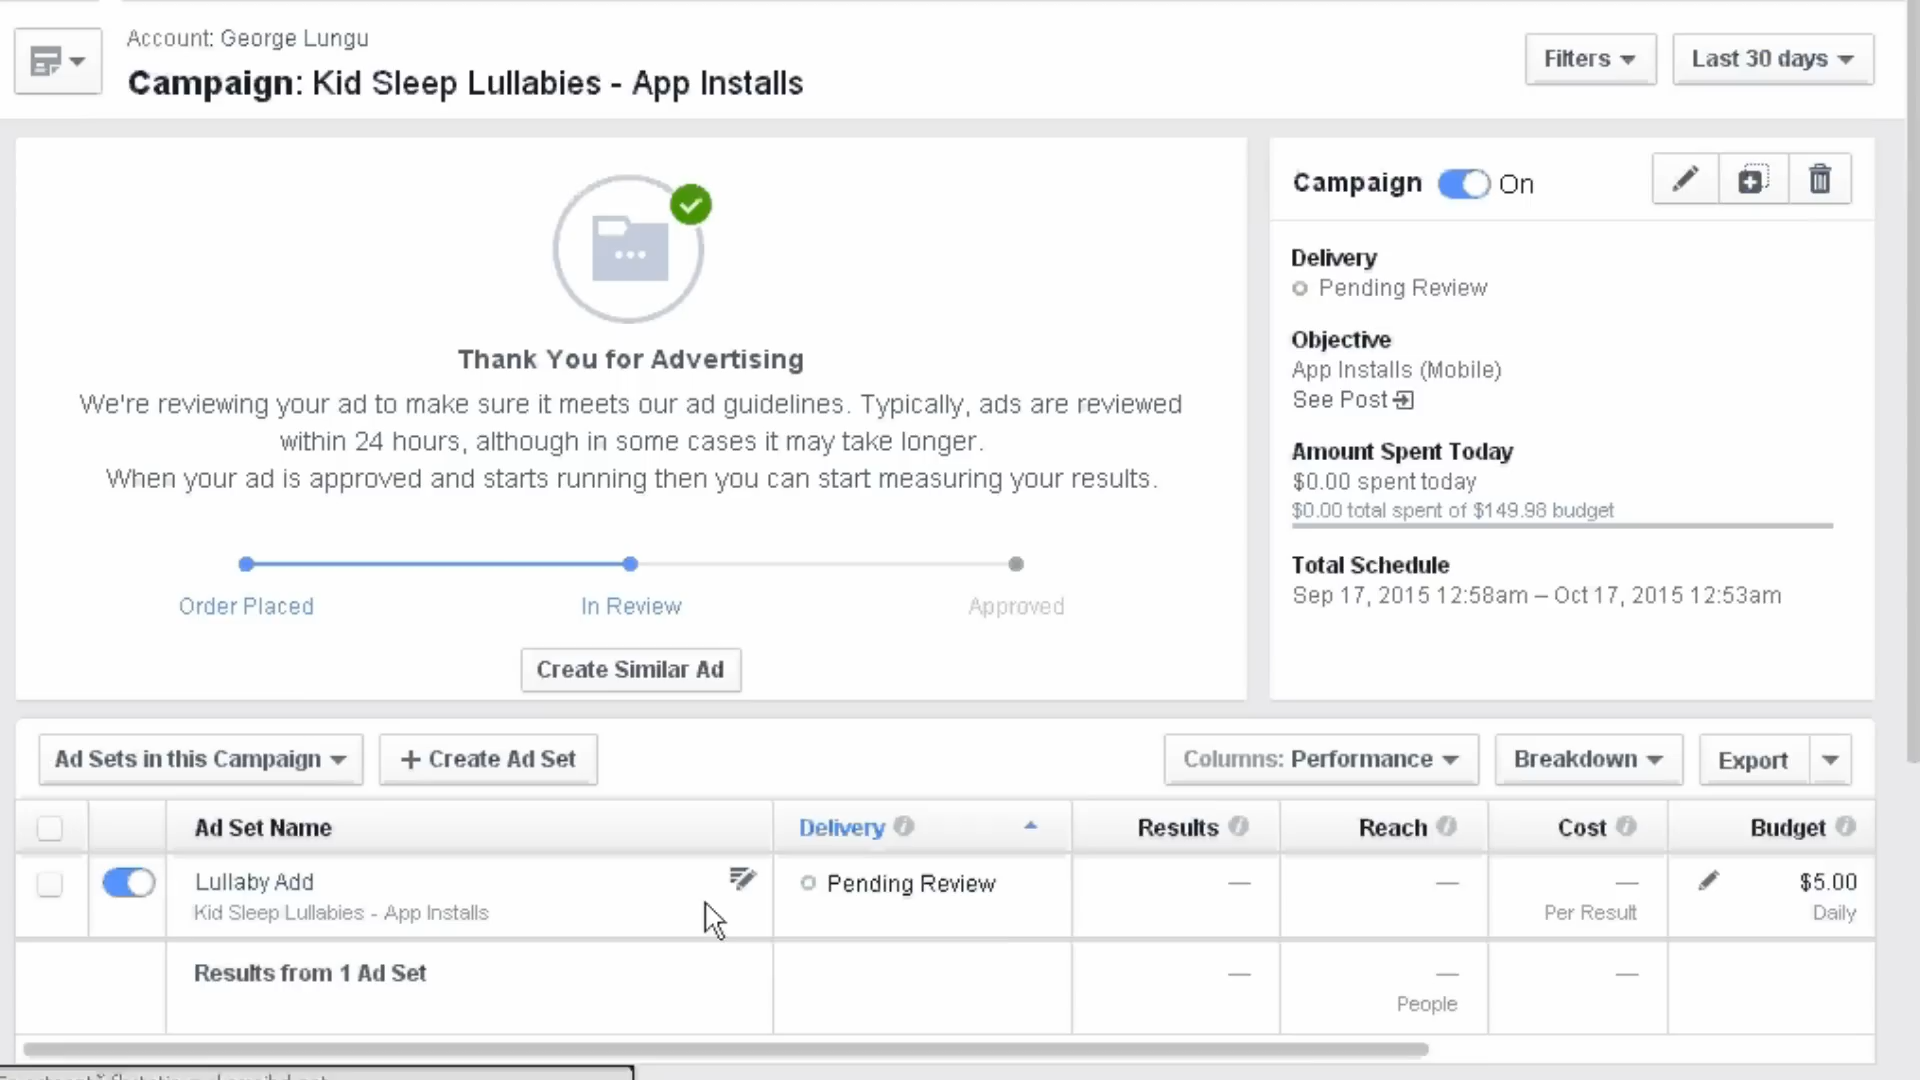 Account: George Lungu
Campaign: Kid Sleep Lullabies - App Installs
Filters
Last 30 days
Thank You for Advertising
We're reviewing your ad to make sure it meets our ad guidelines. Typically, ads are reviewed
within 24 hours, although in some cases it may take longer.
When your ad is approved and starts running then you can start measuring your results.
Order Placed
In Review
Approved
Create Similar Ad
Campaign On
Delivery
Pending Review
Objective
App Installs (Mobile)
See Post
Amount Spent Today
$0.00 spent today
$0.00 total spent of $149.98 budget
Total Schedule
Sep 17, 2015 12:58am – Oct 17, 2015 12:53am
Ad Sets in this Campaign
+ Create Ad Set
Columns: Performance
Breakdown
Export
Ad Set Name
Delivery
Results
Reach
Cost
Budget
Lullaby Add
Kid Sleep Lullabies - App Installs
Pending Review
—
—
—
Per Result
$5.00
Daily
Results from 1 Ad Set
—
—
People
—